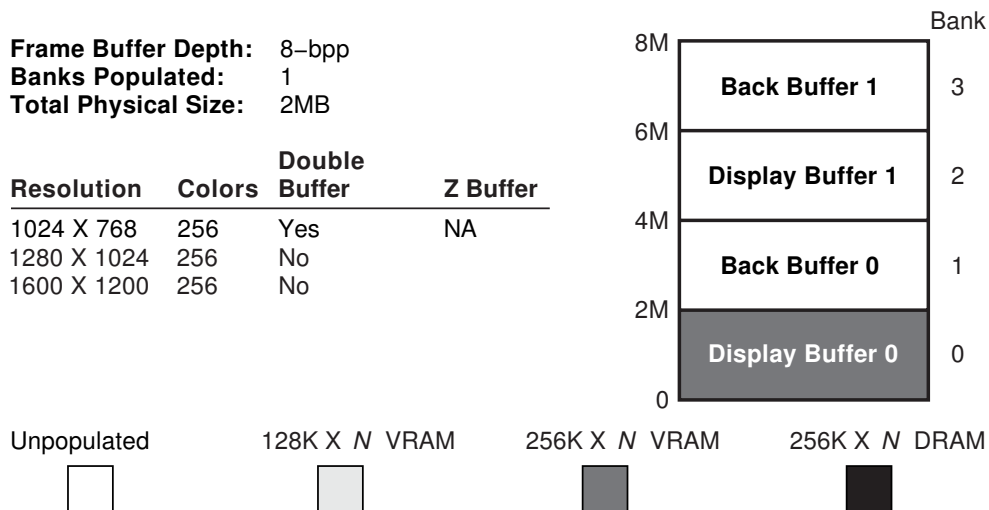 Frame Buffer Depth: 8–bpp
Banks Populated: 1
Total Physical Size: 2MB
Resolution Colors Double Buffer Z Buffer
1024 X 768 256 Yes NA
1280 X 1024 256 No
1600 X 1200 256 No
Bank
8M
Back Buffer 1 3
6M
Display Buffer 1 2
4M
Back Buffer 0 1
2M
Display Buffer 0 0
0
Unpopulated 128K X N VRAM 256K X N VRAM 256K X N DRAM